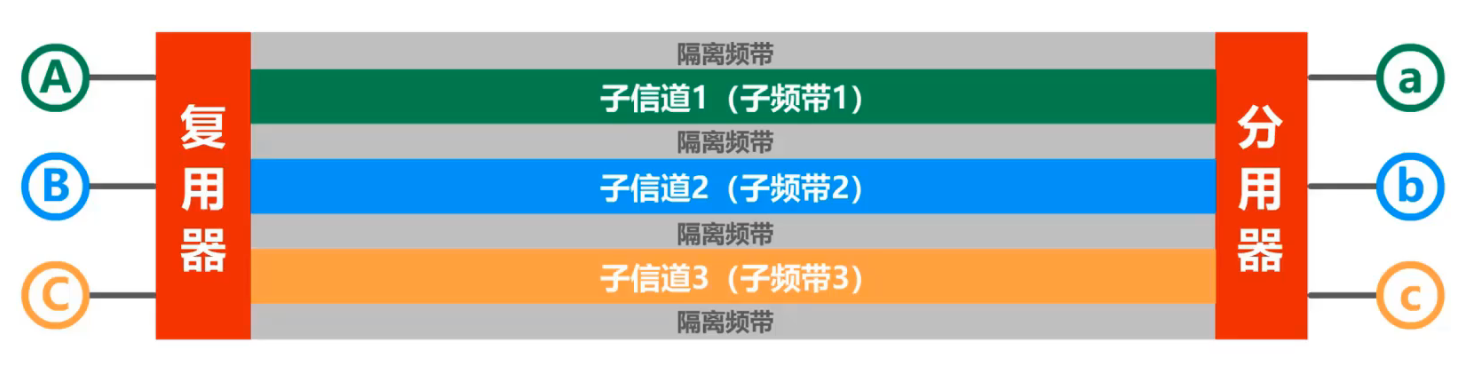 隔离频带
A
子信道1（子频带1）
a
复用器
分用器
隔离频带
B
子信道2（子频带2）
b
隔离频带
C
子信道3（子频带3）
c
隔离频带